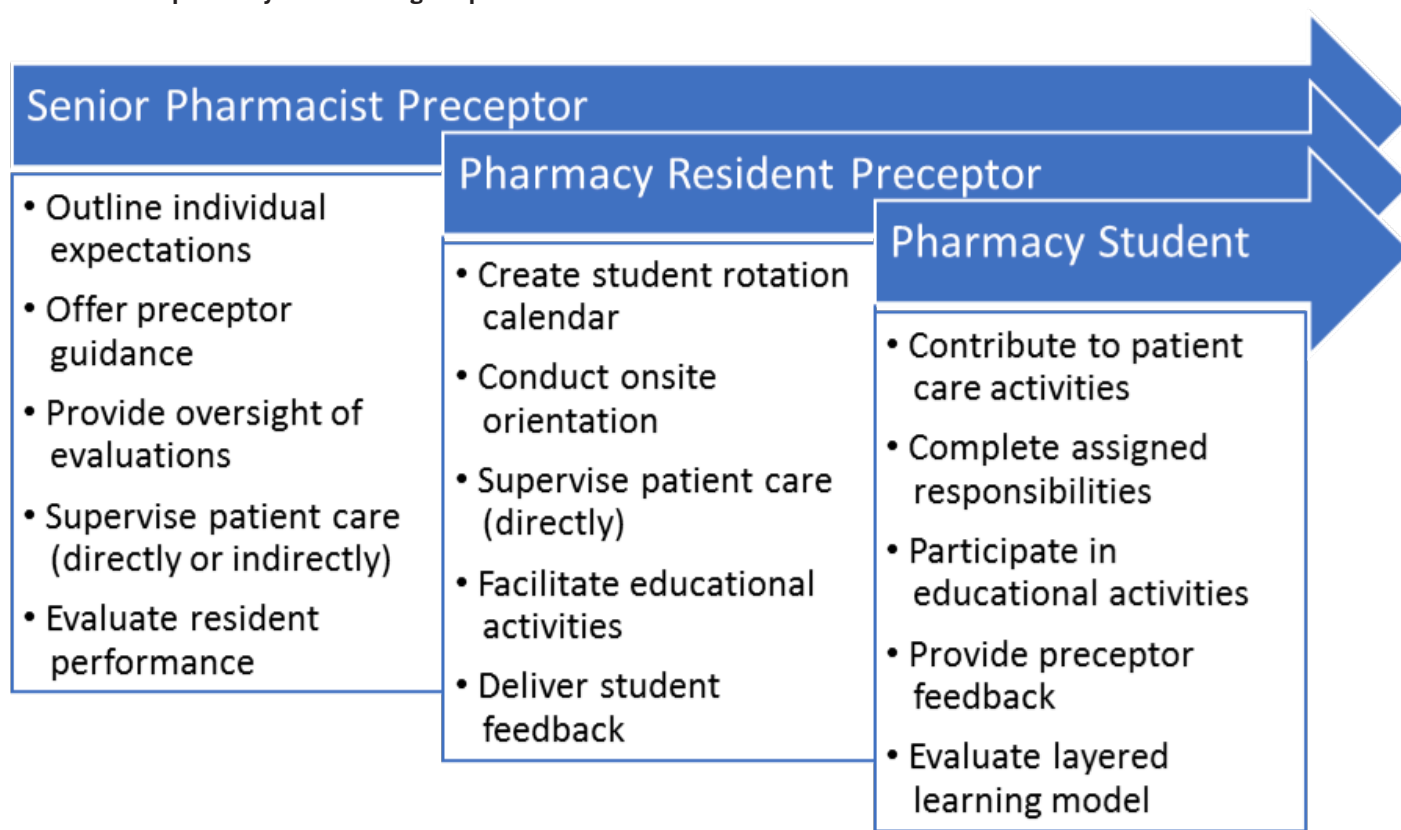 Senior Pharmacist Preceptor
• Outline individual
expectations
• Offer preceptor
guidance
• Provide oversight of
evaluations
• Supervise patient care
(directly or indirectly)
• Evaluate resident
performance
Pharmacy Resident Preceptor
• Create student rotation
calendar
• Conduct onsite
orientation
• Supervise patient care
(directly)
• Facilitate educational
activities
• Deliver student
feedback
Pharmacy Student
• Contribute to patient
care activities
• Complete assigned
responsibilities
• Participate in
educational activities
• Provide preceptor
feedback
• Evaluate layered
learning model